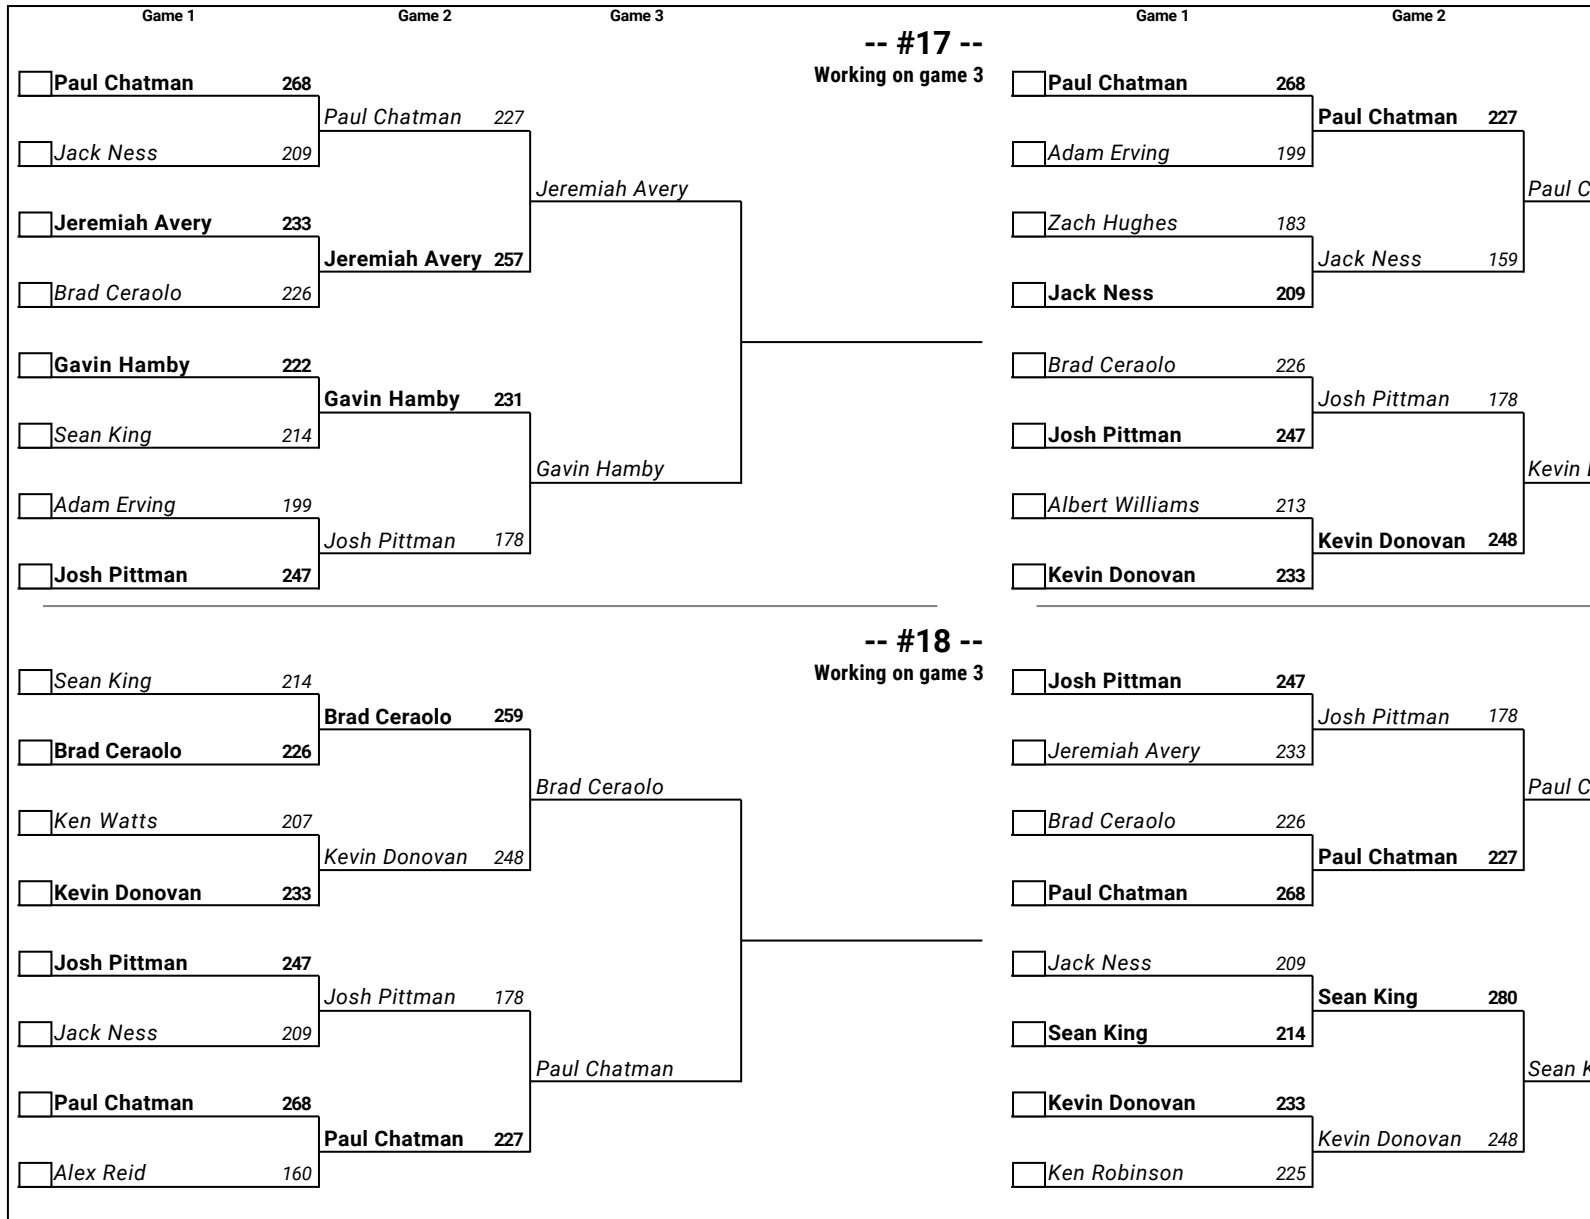 Game 1 Game 2 Game 3 Game 1 Game 2
-- #17 --
Working on game 3
Paul Chatman 268
Paul Chatman 227
Jack Ness 209
Jeremiah Avery
Jeremiah Avery 233
Jeremiah Avery 257
Brad Ceraolo 226
Gavin Hamby 222
Gavin Hamby 231
Sean King 214
Gavin Hamby
Adam Erving 199
Josh Pittman 178
Josh Pittman 247
Paul Chatman 268
Paul Chatman 227
Adam Erving 199
Paul C
Zach Hughes 183
Jack Ness 159
Jack Ness 209
Brad Ceraolo 226
Josh Pittman 178
Josh Pittman 247
Kevin
Albert Williams 213
Kevin Donovan 248
Kevin Donovan 233
-- #18 --
Working on game 3
Sean King 214
Brad Ceraolo 259
Brad Ceraolo 226
Brad Ceraolo
Ken Watts 207
Kevin Donovan 248
Kevin Donovan 233
Josh Pittman 247
Josh Pittman 178
Jack Ness 209
Paul Chatman
Paul Chatman 268
Paul Chatman 227
Alex Reid 160
Josh Pittman 247
Josh Pittman 178
Jeremiah Avery 233
Paul C
Brad Ceraolo 226
Paul Chatman 227
Paul Chatman 268
Jack Ness 209
Sean King 280
Sean King 214
Sean K
Kevin Donovan 233
Kevin Donovan 248
Ken Robinson 225